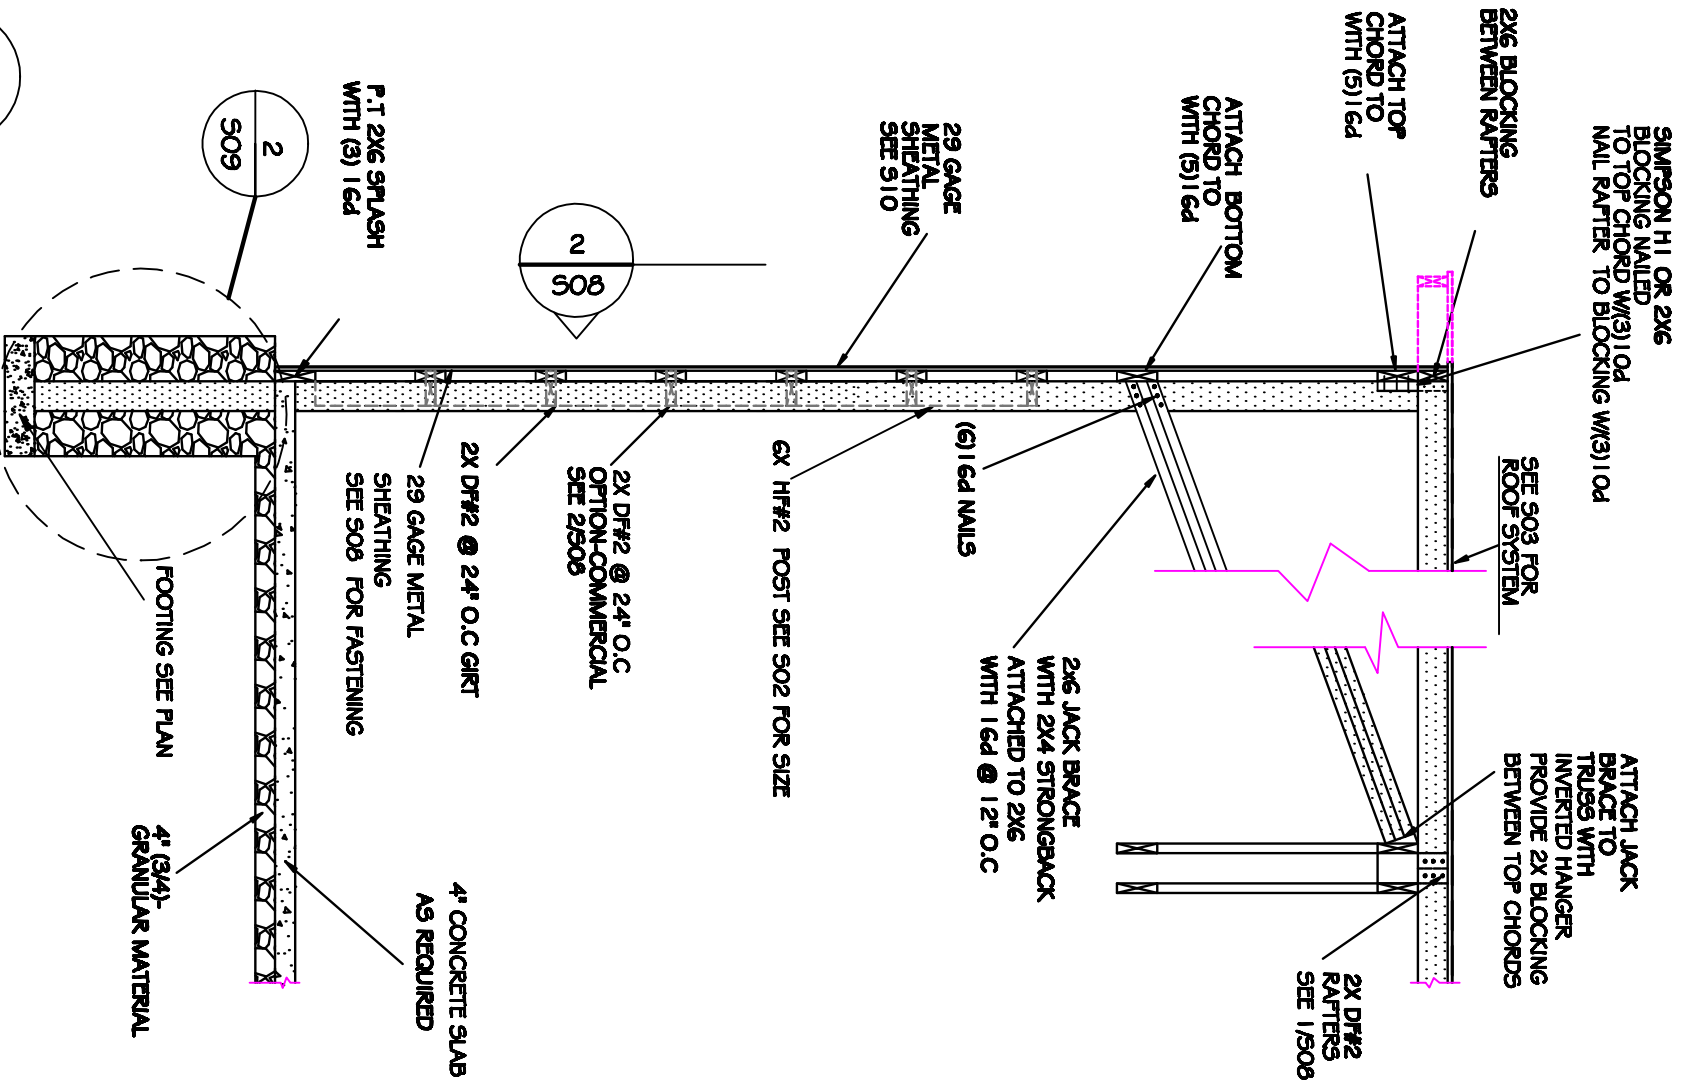 SIMPSON H1 OR 2X6
BLOCKING NAILED
TO TOP CHORD W/(3)10d
NAIL RAFTER TO BLOCKING W/(3)10d
2X6 BLOCKING
BETWEEN RAFTERS
ATTACH TOP
CHORD TO
WITH (5)16d
ATTACH BOTTOM
CHORD TO
WITH (5)16d
29 GAGE
METAL
SHEATHING
SEE S10
2
S08
P.T 2X6 SPLASH
WITH (3) 16d
2
S09
SEE S03 FOR
ROOF SYSTEM
(6)16d NAILS
6X HF#2 POST SEE S02 FOR SIZE
2X DF#2 @ 24" O.C
OPTION-COMMERCIAL
SEE 2/S08
2X DF#2 @ 24" O.C GIRT
29 GAGE METAL
SHEATHING
SEE S08 FOR FASTENING
FOOTING SEE PLAN
ATTACH JACK
BRACE TO
TRUSS WITH
INVERTED HANGER
PROVIDE 2X BLOCKING
BETWEEN TOP CHORDS
2X DF#2
RAFTERS
SEE 1/S08
2x6 JACK BRACE
WITH 2X4 STRONGBACK
ATTACHED TO 2X6
WITH 16d @ 12" O.C
4" CONCRETE SLAB
AS REQUIRED
4" (3/4)-
GRANULAR MATERIAL